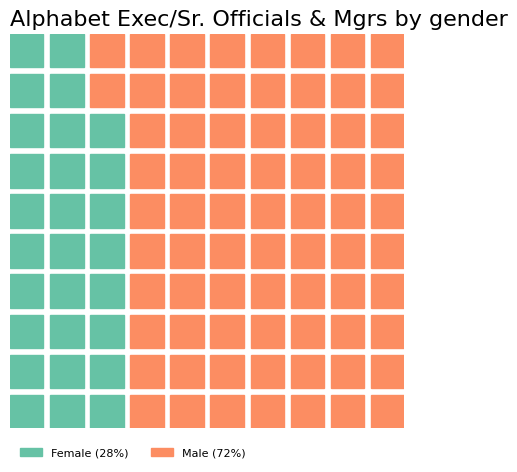 Alphabet Exec/Sr. Officials & Mgrs by gender
Female (28%) Male (72%)